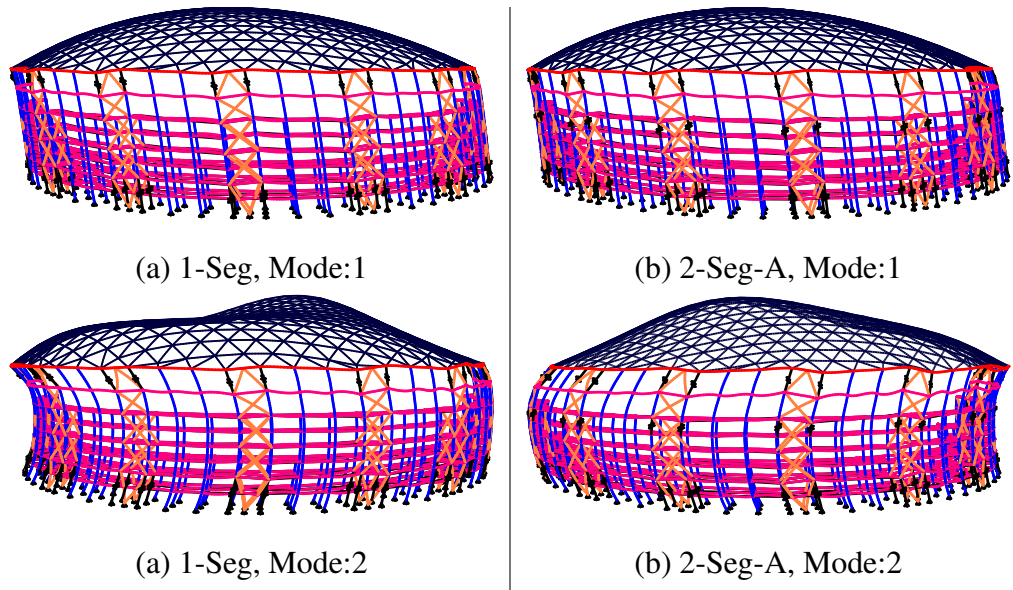 (a) 1-Seg, Mode:1
(b) 2-Seg-A, Mode:1
(a) 1-Seg, Mode:2
(b) 2-Seg-A, Mode:2